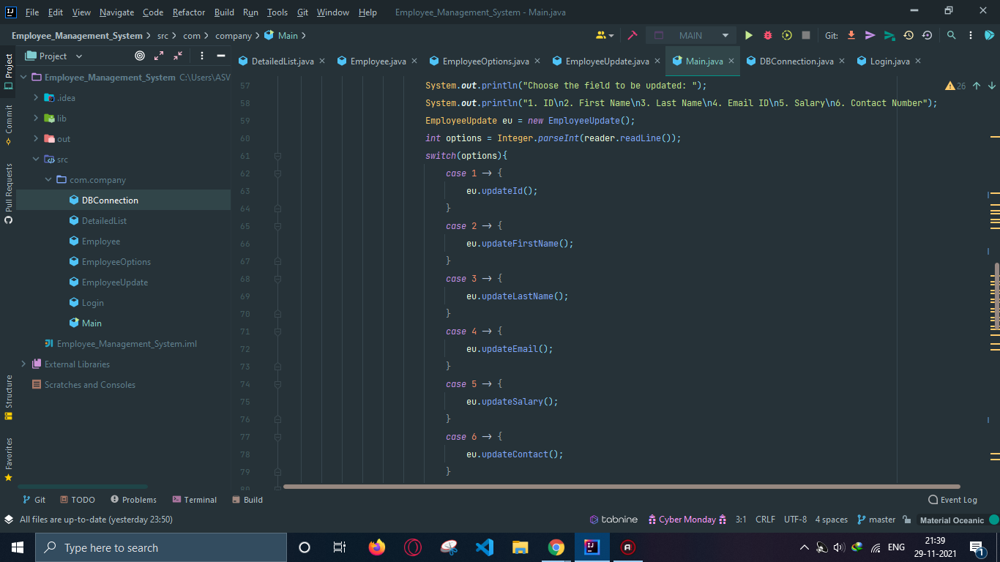 File Edit View Navigate Code Refactor Build Run Tools Git Window Help Employee_Management_System - Main.java
Employee_Management_System > src > com > company > Main > MAIN Git:
Project DetailedList.java Employee.java EmployeeOptions.java EmployeeUpdate.java Main.java DBConnection.java Login.java
Employee_Management_System C:\Users\ASV
.idea
lib
out
src
com.company
DBConnection
DetailedList
Employee
EmployeeOptions
EmployeeUpdate
Login
Main
Employee_Management_System.iml
External Libraries
Scratches and Consoles
Project
Commit
Pull Requests
Structure
Favorites
26
57 System.out.println("Choose the field to be updated: ");
58 System.out.println("1. ID\n2. First Name\n3. Last Name\n4. Email ID\n5. Salary\n6. Contact Number");
59 EmployeeUpdate eu = new EmployeeUpdate();
60 int options = Integer.parseInt(reader.readLine());
61 switch(options){
62 case 1 -> {
63 eu.updateId();
64 }
65 case 2 -> {
66 eu.updateFirstName();
67 }
68 case 3 -> {
69 eu.updateLastName();
70 }
71 case 4 -> {
72 eu.updateEmail();
73 }
74 case 5 -> {
75 eu.updateSalary();
76 }
77 case 6 -> {
78 eu.updateContact();
79 }
80
Git TODO Problems Terminal Build Event Log
All files are up-to-date (yesterday 23:50) tabnine Cyber Monday 3:1 CRLF UTF-8 4 spaces master Material Oceanic
Type here to search ENG 21:39
29-11-2021 1